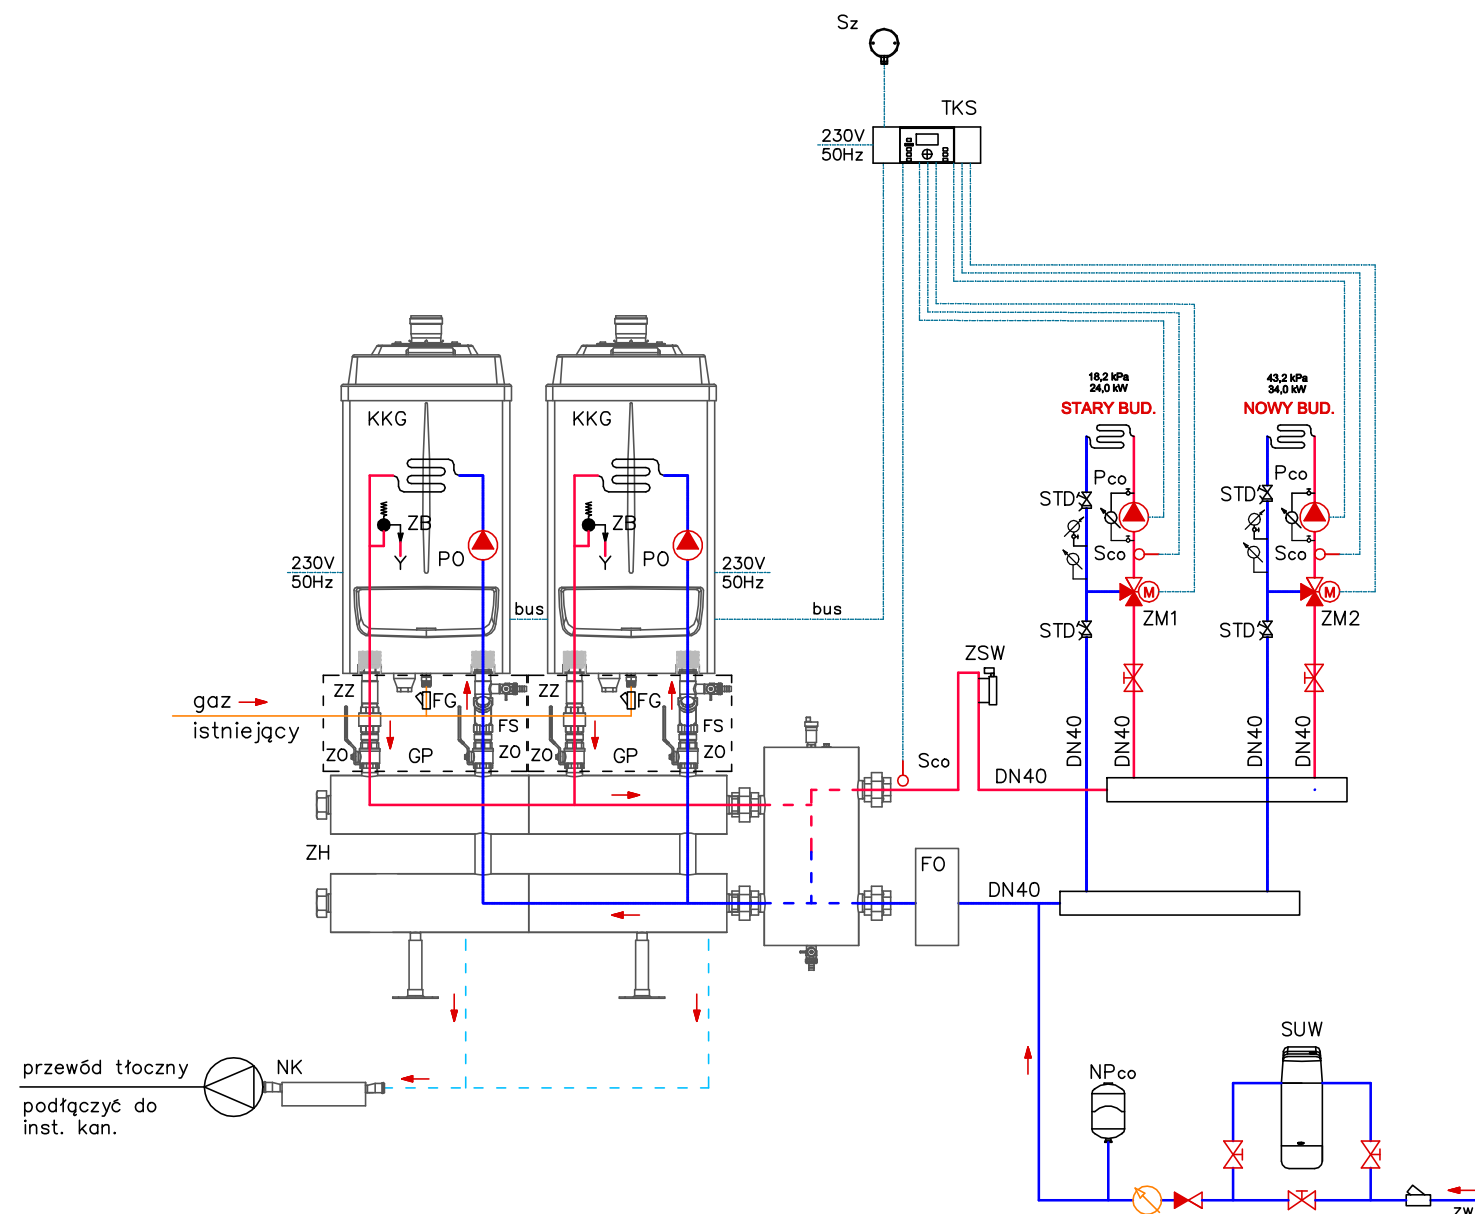 Sz
TKS
230V
50Hz
18,2 kPa
24,0 kW
STARY BUD.
43,2 kPa
34,0 kW
NOWY BUD.
KKG
KKG
Pco
Pco
STD
STD
ZB
ZB
PO
PO
Sco
Sco
230V
50Hz
230V
50Hz
M
M
bus
bus
ZM1
ZM2
STD
STD
ZSW
ZZ
FG
ZZ
FG
gaz
istniejący
FS
FS
ZO
GP
ZO
ZO
GP
ZO
DN40
DN40
DN40
DN40
Sco
DN40
ZH
FO
DN40
SUW
NK
NPco
przewód tłoczny
podłączyć do
inst. kan.
zw